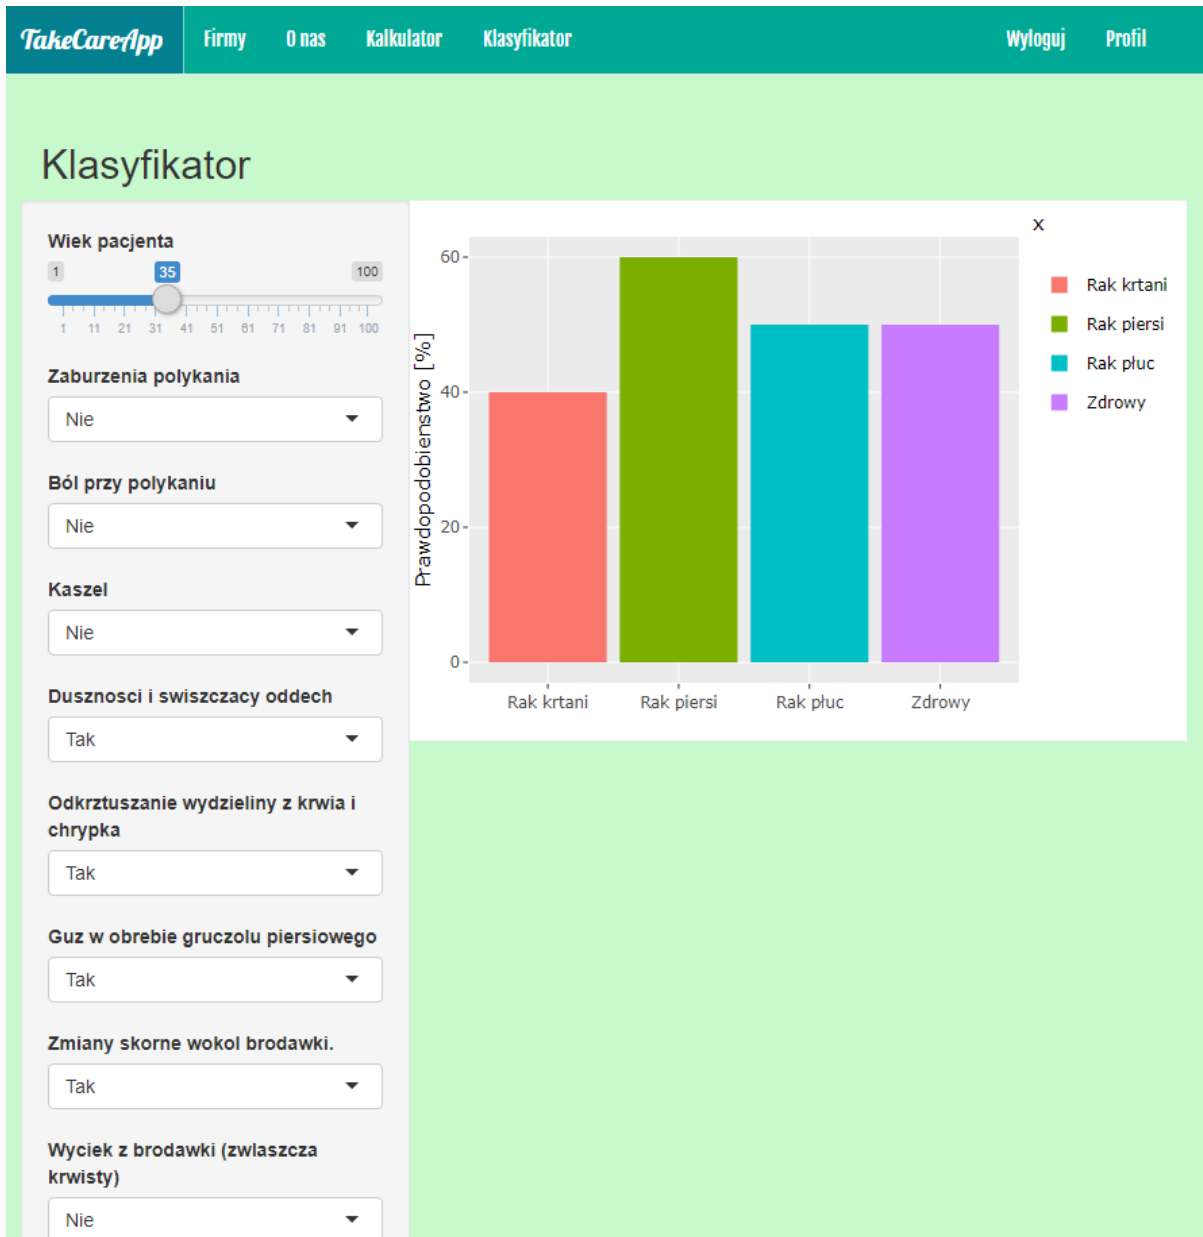 TakeCareApp Firmy O nas Kalkulator Klasyfikator Wyloguj Profil
Klasyfikator
Wiek pacjenta
1 35 100
1 11 21 31 41 51 61 71 81 91 100
Zaburzenia polykania
Nie
Ból przy polykaniu
Nie
Kaszel
Nie
Dusznosci i swiszczacy oddech
Tak
Odkrztuszanie wydzieliny z krwia i
chrypka
Tak
Guz w obrebie gruczolu piersiowego
Tak
Zmiany skorne wokol brodawki.
Tak
Wyciek z brodawki (zwlaszcza
krwisty)
Nie
Prawdopodobienstwo [%]
60
40
20
0
Rak krtani Rak piersi Rak płuc Zdrowy
x
Rak krtani
Rak piersi
Rak płuc
Zdrowy